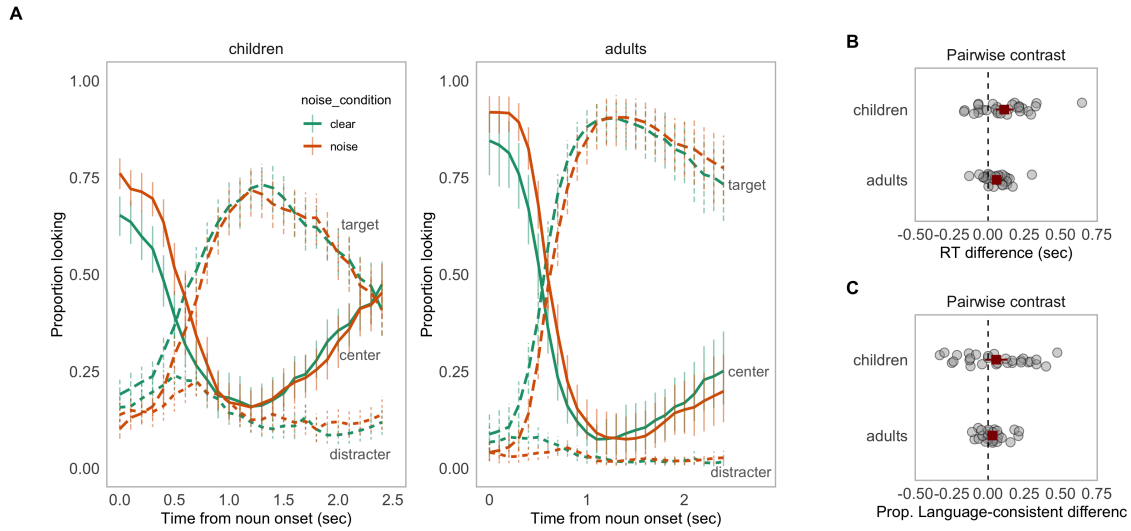 A
children
adults
Proportion looking
1.00
0.75
0.50
0.25
0.00
noise_condition
clear
noise
target
center
distracter
0.0 0.5 1.0 1.5 2.0 2.5
Time from noun onset (sec)
Proportion looking
1.00
0.75
0.50
0.25
0.00
target
center
distracter
0 1 2
Time from noun onset (sec)
B
Pairwise contrast
children
adults
-0.50 -0.25 0.00 0.25 0.50 0.75
RT difference (sec)
C
Pairwise contrast
children
adults
-0.50 -0.25 0.00 0.25 0.50 0.75
Prop. Language-consistent differenc